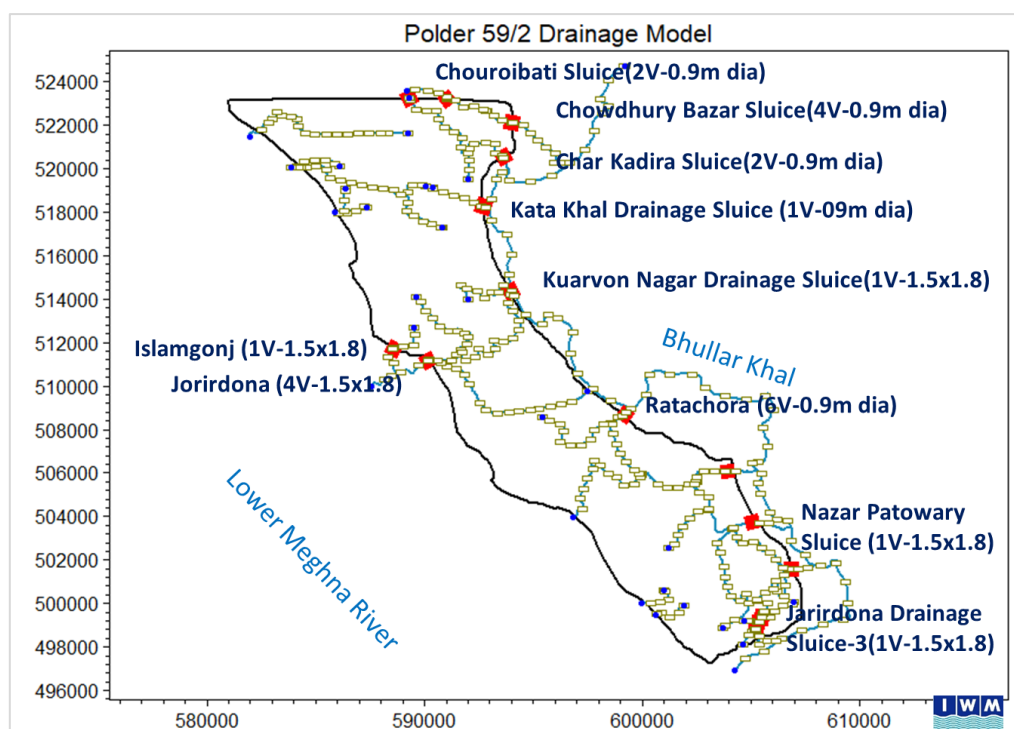 Polder 59/2 Drainage Model
524000
522000
520000
518000
516000
514000
512000
510000
508000
506000
504000
502000
500000
498000
496000
Chouroibati Sluice(2V-0.9m dia)
Chowdhury Bazar Sluice(4V-0.9m dia)
Char Kadira Sluice(2V-0.9m dia)
Kata Khal Drainage Sluice (1V-09m dia)
Kuarvon Nagar Drainage Sluice(1V-1.5x1.8)
Islamgonj (1V-1.5x1.8)
Jorirdona (4V-1.5x1.8)
Bhullar Khal
Ratachora (6V-0.9m dia)
Lower Meghna River
Nazar Patowary
Sluice (1V-1.5x1.8)
Jarirdona Drainage
Sluice-3(1V-1.5x1.8)
580000
590000
600000
610000
IWM